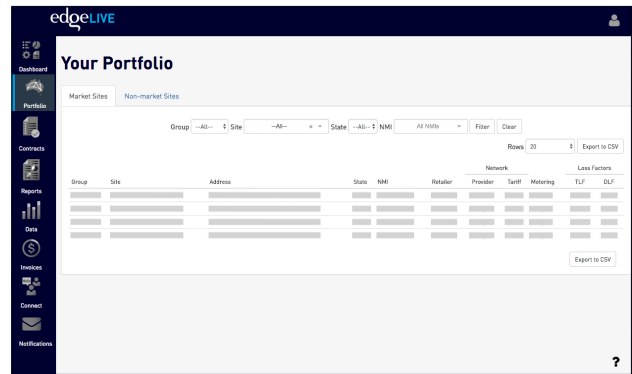 edgeLIVE
Dashboard
Portfolio
Contracts
Reports
Data
Invoices
Connect
Notifications
Your Portfolio
Market Sites Non-market Sites
Group --All-- Site --All-- x State --All-- NMI All NMIs Filter Clear
Rows 20 Export to CSV
Network Loss Factors
Group Site Address State NMI Retailer Provider Tariff Metering TLF DLF
Export to CSV
?